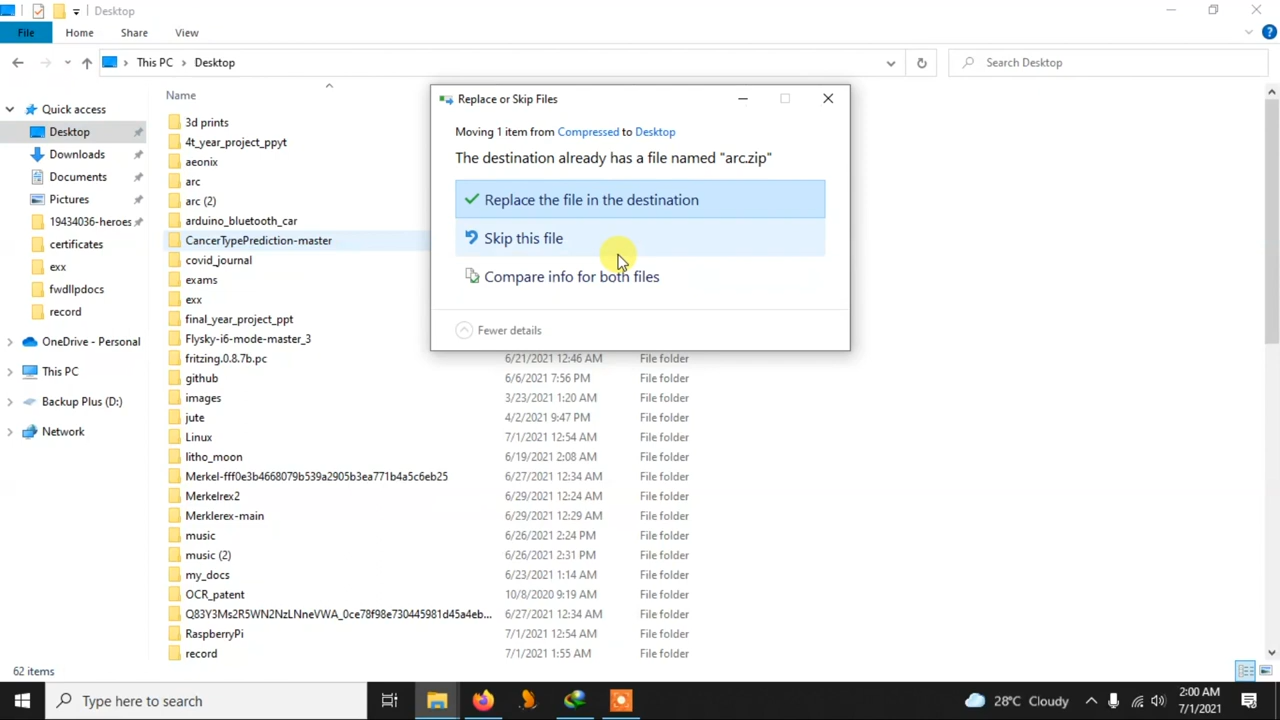 Desktop
File Home Share View
This PC Desktop Search Desktop
Name
Quick access
Desktop
Downloads
Documents
Pictures
19434036-heroes
certificates
exx
fwdllpdocs
record
OneDrive - Personal
This PC
Backup Plus (D:)
Network
3d prints
4t_year_project_ppyt
aeonix
arc
arc (2)
arduino_bluetooth_car
CancerTypePrediction-master
covid_journal
exams
exx
final_year_project_ppt
Flysky-i6-mode-master_3
fritzing.0.8.7b.pc 6/21/2021 12:46 AM File folder
github 6/6/2021 7:56 PM File folder
images 3/23/2021 1:20 AM File folder
jute 4/2/2021 9:47 PM File folder
Linux 7/1/2021 12:54 AM File folder
litho_moon 6/19/2021 2:08 AM File folder
Merkel-fff0e3b4668079b539a2905b3ea771b4a5c6eb25 6/27/2021 12:34 AM File folder
Merkelrex2 6/29/2021 12:24 AM File folder
Merklerex-main 6/29/2021 12:29 AM File folder
music 6/26/2021 2:24 PM File folder
music (2) 6/26/2021 2:31 PM File folder
my_docs 6/23/2021 1:14 AM File folder
OCR_patent 10/8/2020 9:19 AM File folder
Q83Y3Ms2R5WN2NzLNneVWA_0ce78f98e730445981d45a4eb... 6/27/2021 12:34 AM File folder
RaspberryPi 7/1/2021 12:54 AM File folder
record 7/1/2021 1:55 AM File folder
Replace or Skip Files
Moving 1 item from Compressed to Desktop
The destination already has a file named "arc.zip"
Replace the file in the destination
Skip this file
Compare info for both files
Fewer details
62 items
Type here to search
28°C Cloudy
2:00 AM
7/1/2021